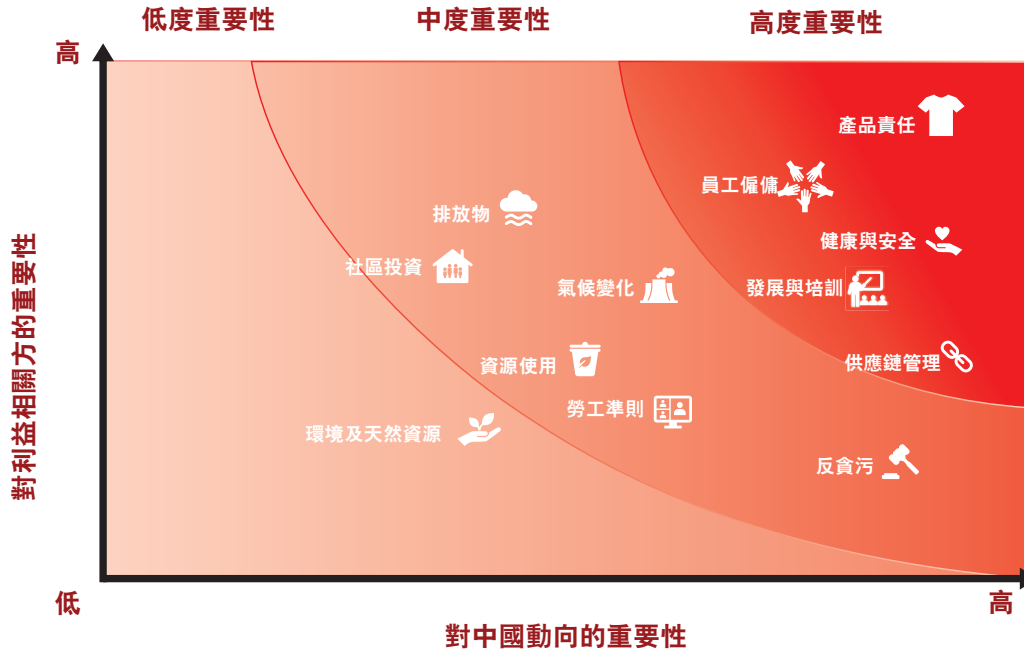 低度重要性
中度重要性
高度重要性
高
產品責任
員工僱傭
排放物
健康與安全
社區投資
氣候變化
發展與培訓
資源使用
供應鏈管理
勞工準則
環境及天然資源
反貪污
對利益相關方的重要性
低
高
對中國動向的重要性